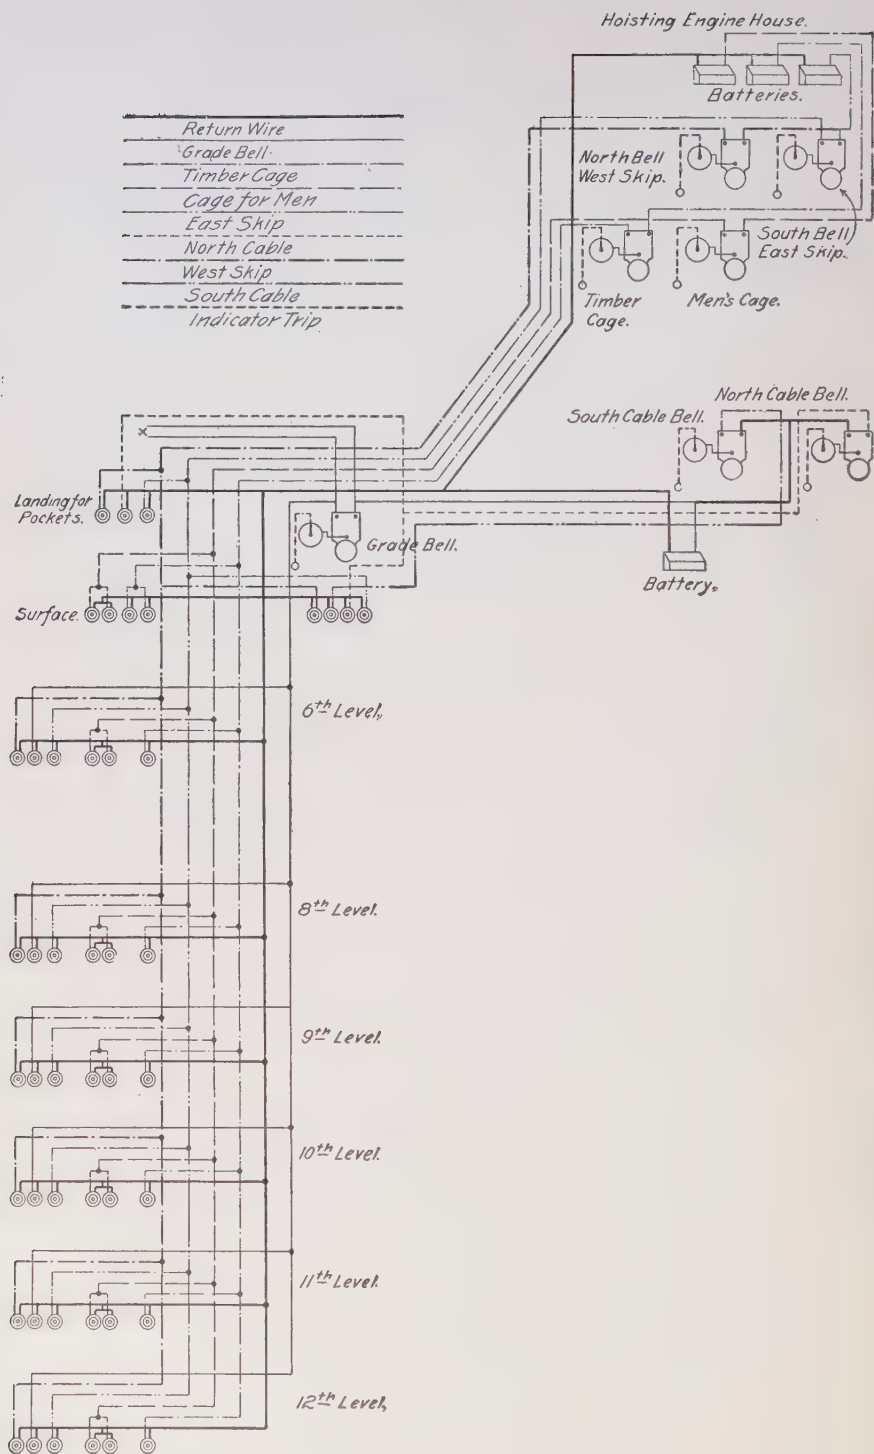 Hoisting Engine House.
Batteries.
Return Wire
Grade Bell
Timber Cage
Cage for Men
East Skip
North Cable
West Skip
South Cable
Indicator Trip
North Bell
West Skip.
South Bell
East Skip.
Timber
Cage.
Men's Cage.
North Cable Bell.
South Cable Bell.
x
Landing for
Pockets.
Grade Bell.
Battery.
Surface.
6th Level,
8th Level.
9th Level.
10th Level.
11th Level.
12th Level,